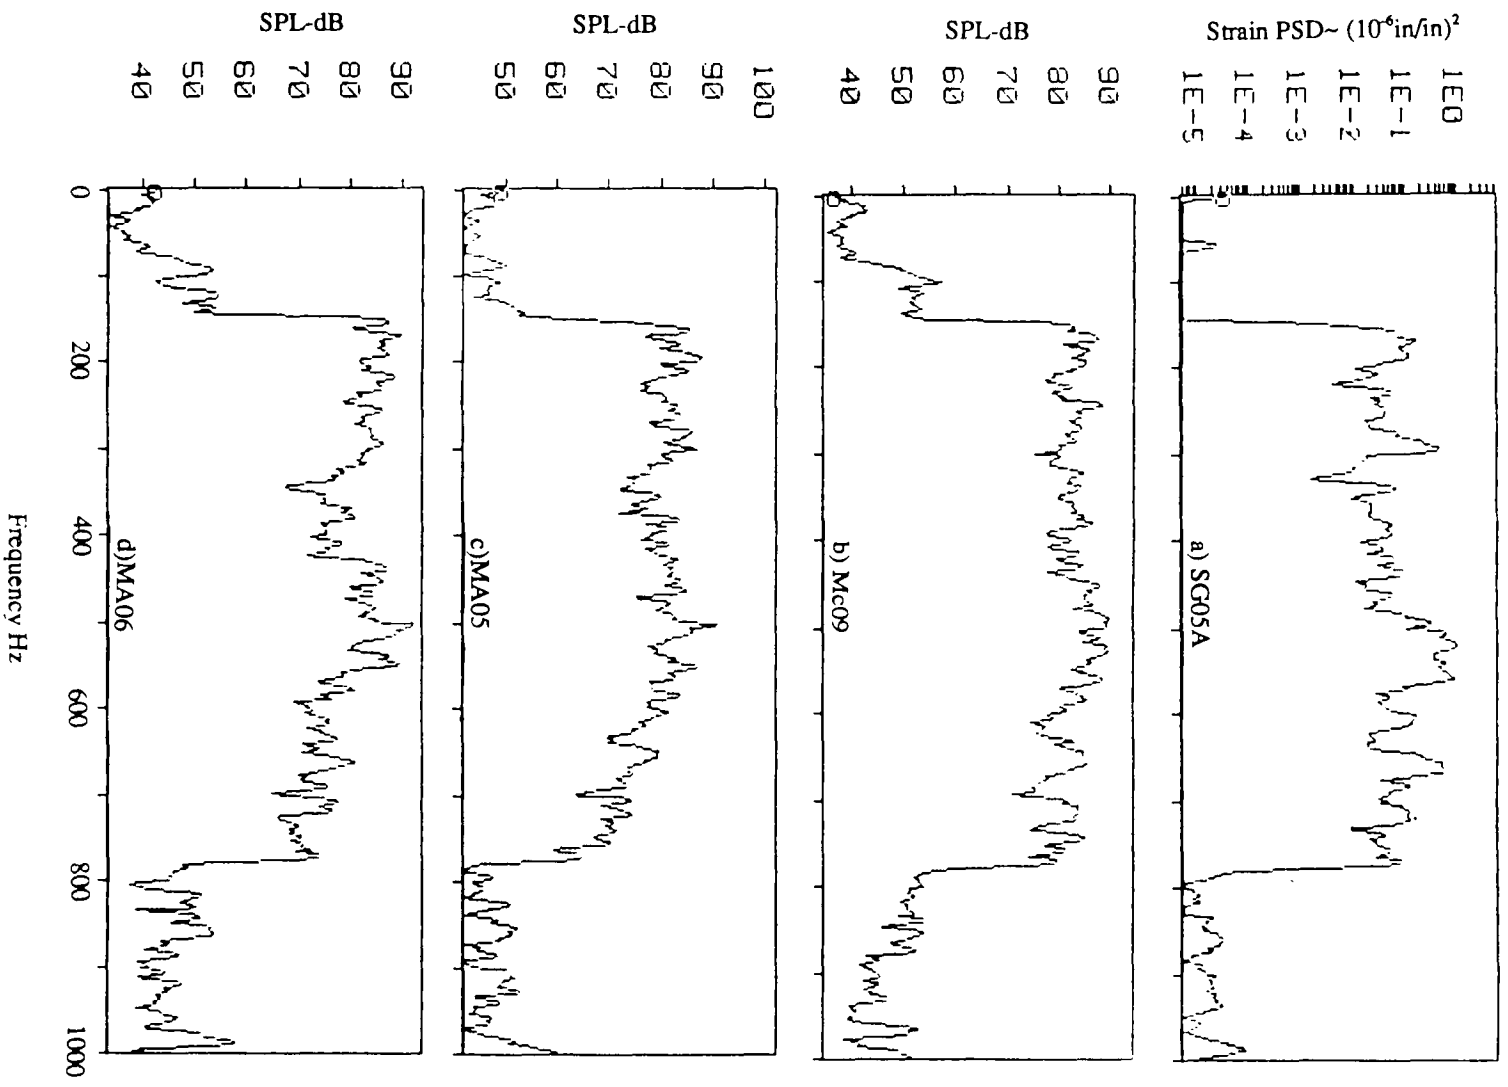 Strain PSD~ (10⁻⁶in/in)²
1E0
1E-1
1E-2
1E-3
1E-4
1E-5
a) SG05A
SPL-dB
90
80
70
60
50
40
b) Mc09
SPL-dB
100
90
80
70
60
50
c)MA05
SPL-dB
90
80
70
60
50
40
d)MA06
0 200 400 600 800 1000
Frequency Hz